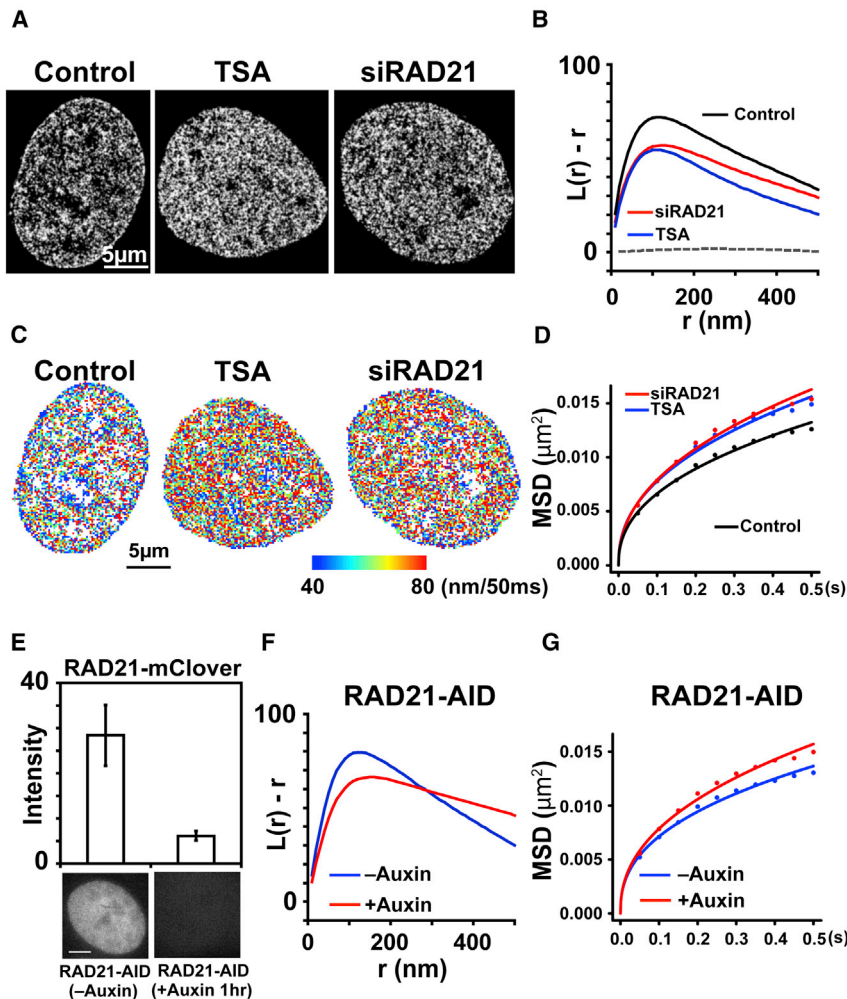 A
Control TSA siRAD21
5μm
B
100
L(r) - r
0
Control
siRAD21
TSA
0 200 400
r (nm)
C
Control TSA siRAD21
5μm
40 80 (nm/50ms)
D
0.015
0.010
0.005
0.000
MSD (μm²)
siRAD21
TSA
Control
0.0 0.1 0.2 0.3 0.4 0.5(s)
E
RAD21-mClover
40
Intensity
0
RAD21-AID RAD21-AID
(–Auxin) (+Auxin 1hr)
F
RAD21-AID
100
L(r) - r
0
–Auxin
+Auxin
0 200 400
r (nm)
G
RAD21-AID
0.015
0.010
0.005
0.000
MSD (μm²)
–Auxin
+Auxin
0.0 0.1 0.2 0.3 0.4 0.5(s)